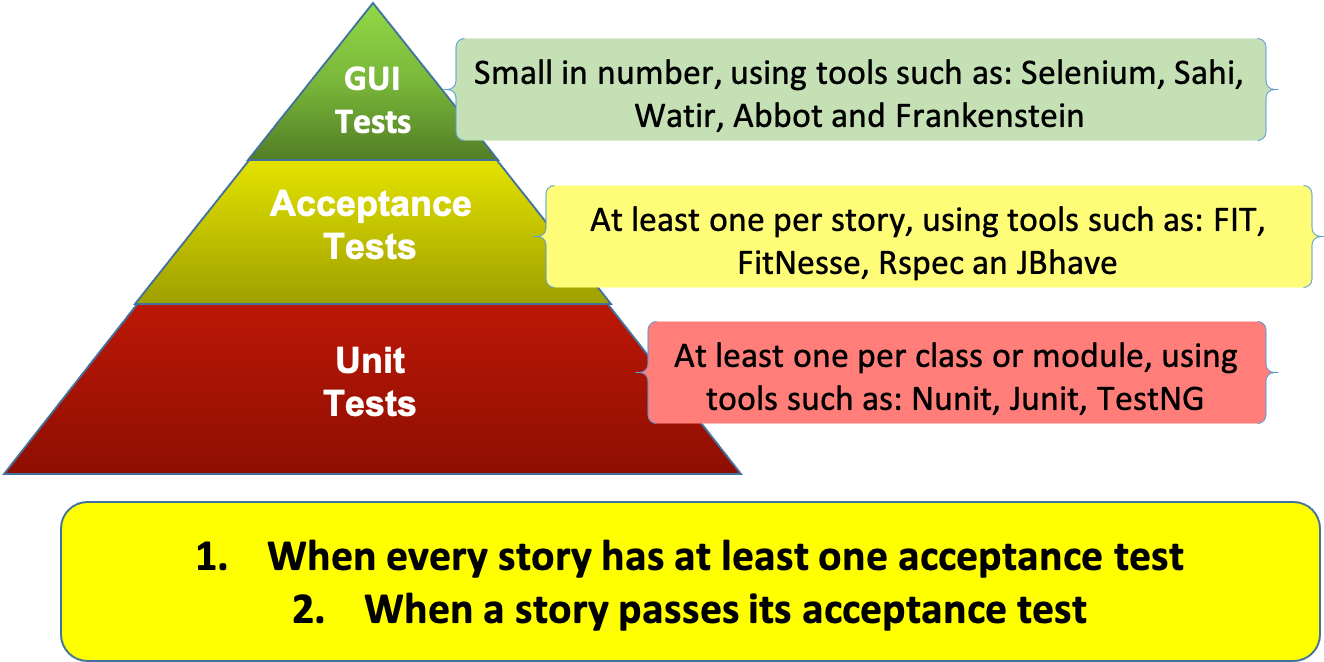 GUI
Tests
Small in number, using tools such as: Selenium, Sahi,
Watir, Abbot and Frankenstein
Acceptance
Tests
At least one per story, using tools such as: FIT,
FitNesse, Rspec an JBhave
Unit
Tests
At least one per class or module, using
tools such as: Nunit, Junit, TestNG
1. When every story has at least one acceptance test
2. When a story passes its acceptance test